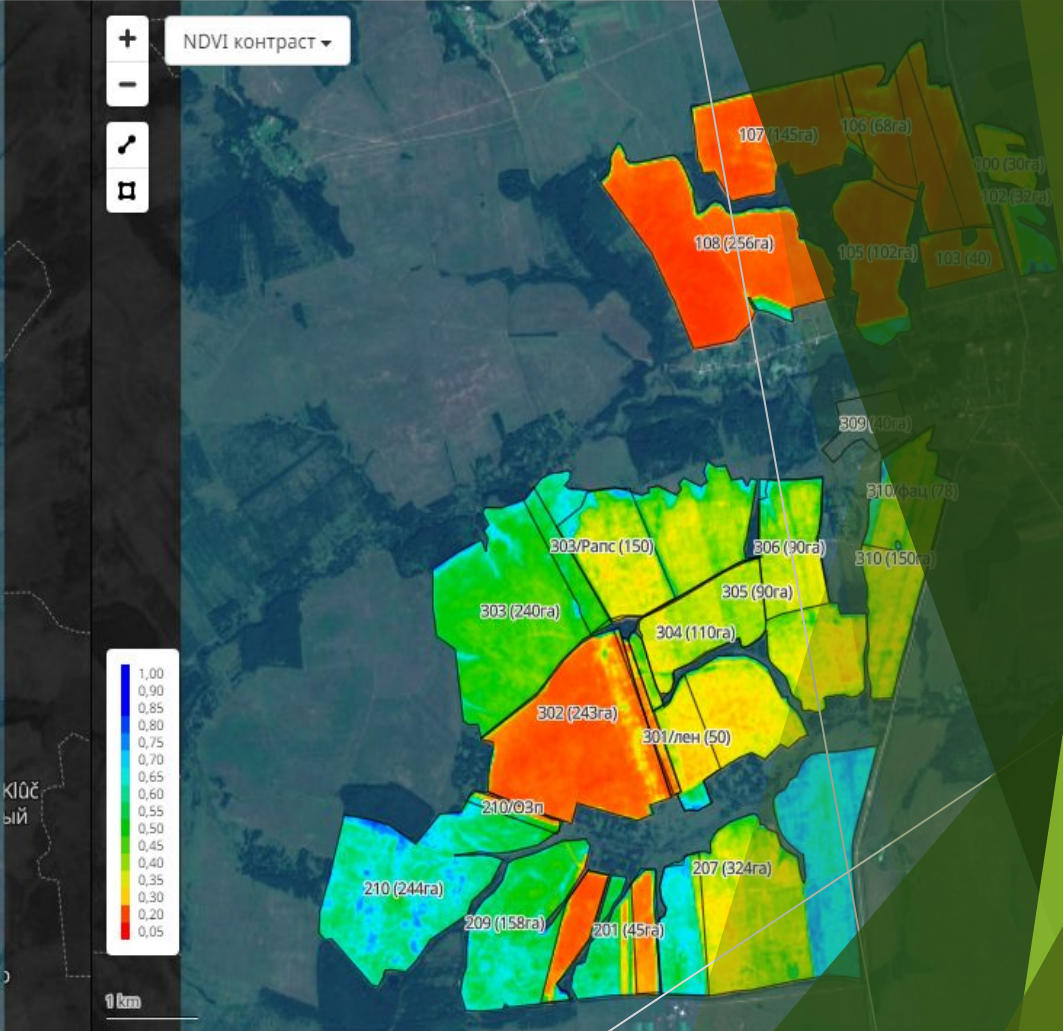 NDVI контраст
107 (145га)
106 (68га)
100 (30га)
102 (32га)
108 (256га)
105 (102га)
103 (40)
309 (40га)
310/фац (78)
303/Рапс (150)
306 (90га)
310 (150га)
305 (90га)
303 (240га)
304 (110га)
302 (243га)
301/лен (50)
1,00
0,90
0,85
0,80
0,75
0,70
0,65
0,60
0,55
0,50
0,45
0,40
0,35
0,30
0,20
0,05
Klûč
ый
210/ОЗп
207 (324га)
210 (244га)
209 (158га)
201 (45га)
1 km